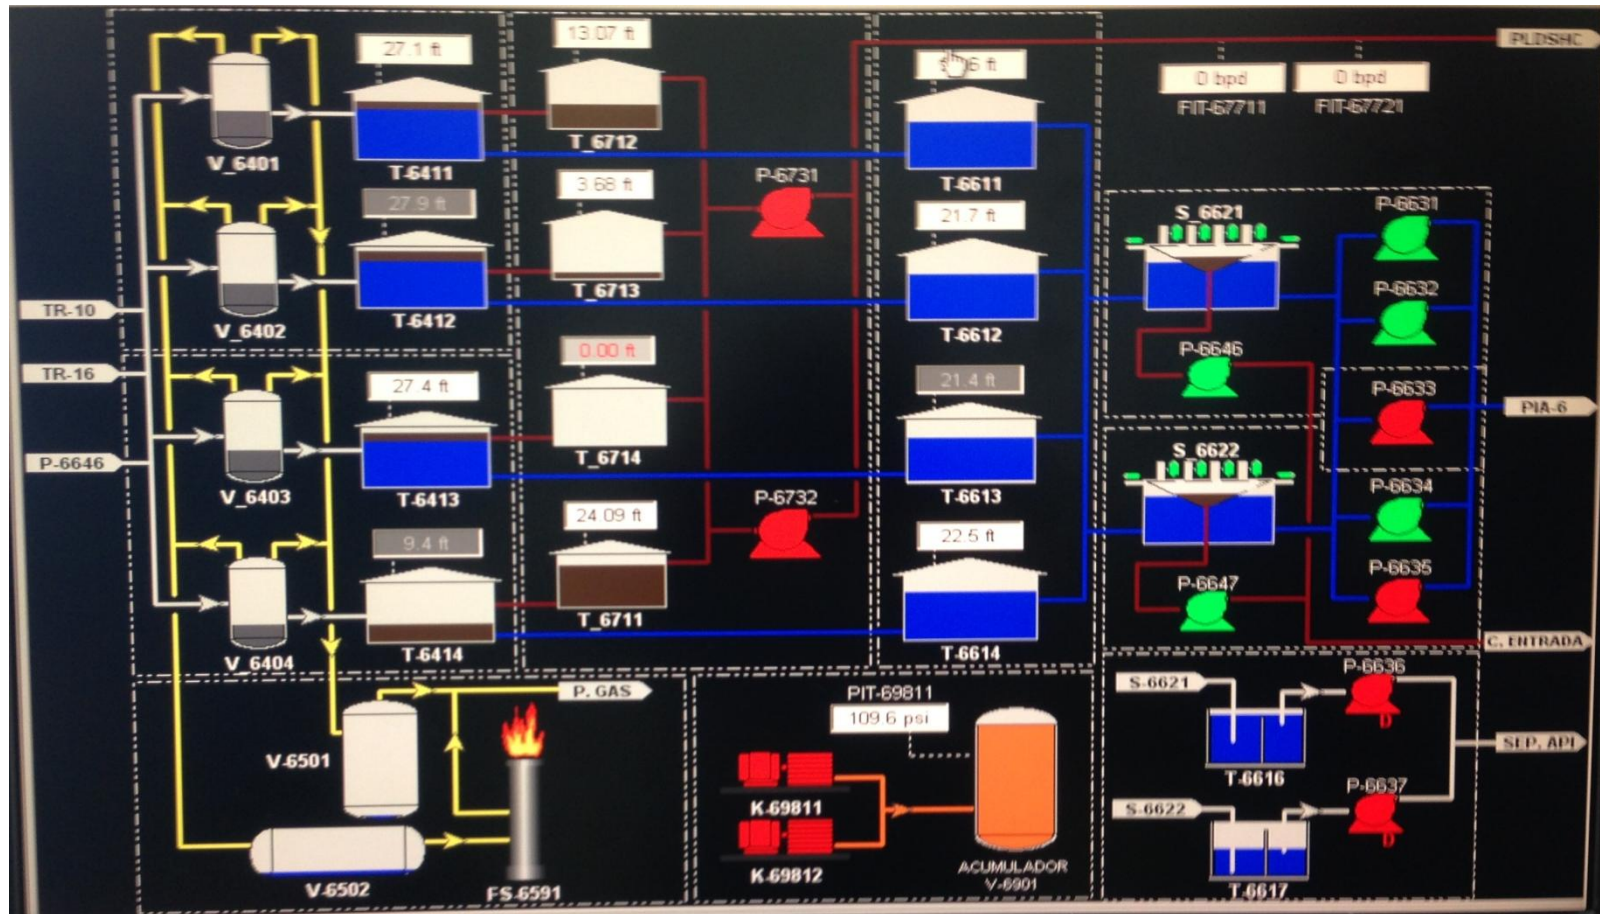 27.1 ft
13.07 ft
6 ft
PLDSHC
0 bpd
0 bpd
FIT-67711
FIT-67721
V_6401
T-6411
T_6712
T-6611
P-6731
27.9 ft
3.68 ft
21.7 ft
S_6621
P-6631
V_6402
T-6412
T_6713
T-6612
P-6632
TR-10
TR-16
27.4 ft
0.00 ft
21.4 ft
P-6646
P-6633
PIA-6
P-6646
V_6403
T-6413
T_6714
T-6613
S_6622
P-6634
P-6732
9.4 ft
24.09 ft
22.5 ft
P-6647
P-6635
V_6404
T-6414
T_6711
T-6614
C. ENTRADA
P. GAS
PIT-69811
109.6 psi
S-6621
P-6636
D
SEP. API
V-6501
K-69811
T-6616
S-6622
P-6637
D
V-6502
FS-6591
K-69812
ACUMULADOR
V-6901
T-6617